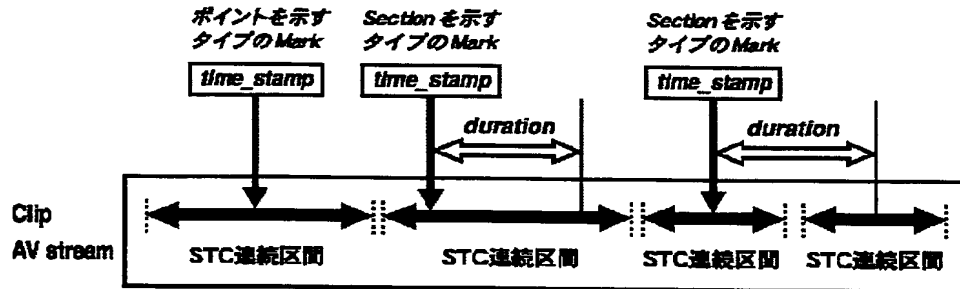 ポイントを示す
タイプのMark
time_stamp
Sectionを示す
タイプのMark
time_stamp
Sectionを示す
タイプのMark
time_stamp
duration
duration
Clip
AV stream
STC連続区間
STC連続区間
STC連続区間
STC連続区間